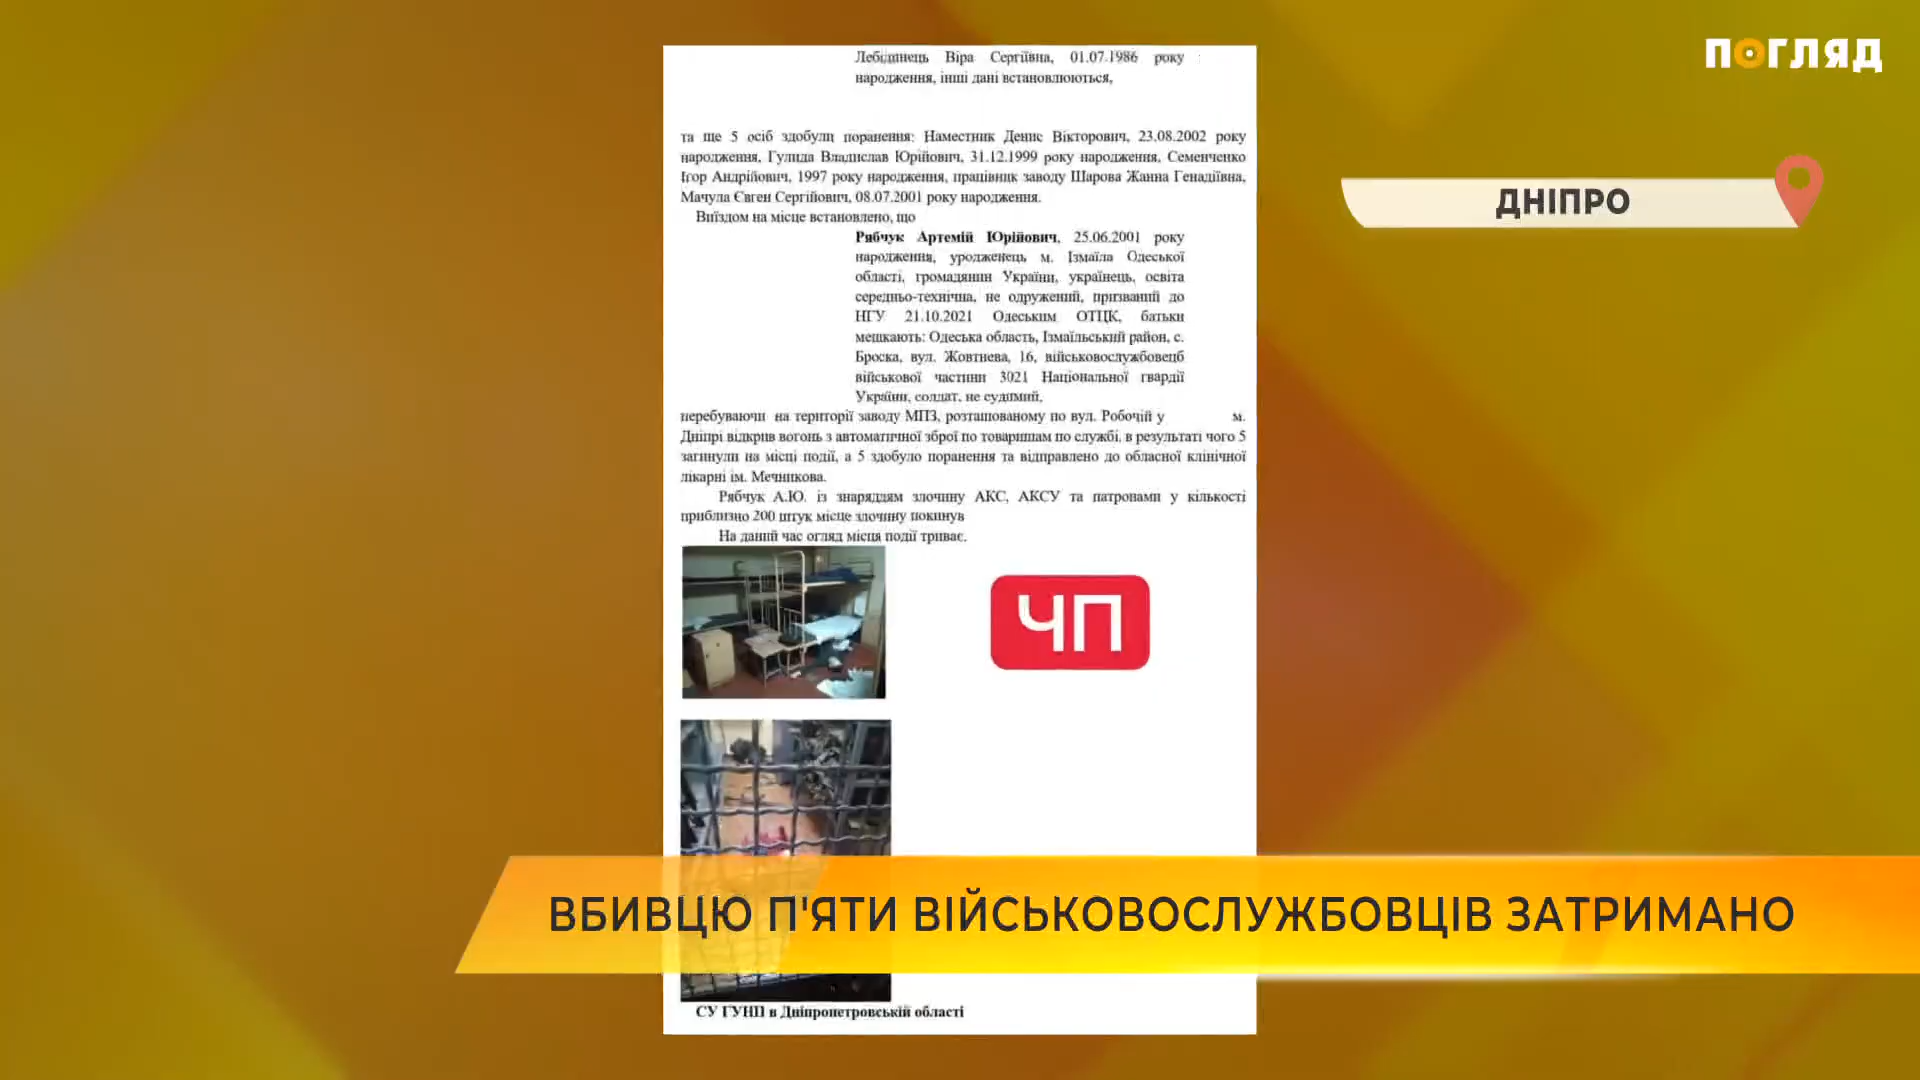 ПОГЛЯД
ДНІПРО
Лебідинець Віра Сергіївна, 01.07.1986 року
народження, інші дані встановлюються,
та ще 5 осіб здобули поранення: Наместник Денис Вікторович, 23.08.2002 року
народження, Гулида Владислав Юрійович, 31.12.1999 року народження, Семенченко
Ігор Андрійович, 1997 року народження, працівник заводу Шарова Жанна Генадіївна,
Мачула Євген Сергійович, 08.07.2001 року народження.
Виїздом на місце встановлено, що
Рябчук Артемій Юрійович, 25.06.2001 року
народження, уродженець м. Ізмаїла Одеської
області, громадянин України, українець, освіта
середньо-технічна, не одружений, призваний до
НГУ 21.10.2021 Одеським ОТЦК, батьки
мешкають: Одеська область, Ізмаїльський район, с.
Броска, вул. Жовтнева, 16, військовослужбовецб
військової частини 3021 Національної гвардії
України, солдат, не судимий,
перебуваючи на території заводу МПЗ, розташованому по вул. Робочій у м.
Дніпрі відкрив вогонь з автоматичної зброї по товаришам по службі, в результаті чого 5
загинули на місці події, а 5 здобуло поранення та відправлено до обласної клінічної
лікарні ім. Мечникова.
Рябчук А.Ю. із знаряддям злочину АКС, АКСУ та патронами у кількості
приблизно 200 штук місце злочину покинув
На даний час огляд місця події триває.
ЧП
ВБИВЦЮ П'ЯТИ ВІЙСЬКОВОСЛУЖБОВЦІВ ЗАТРИМАНО
СУ ГУНП в Дніпропетровській області